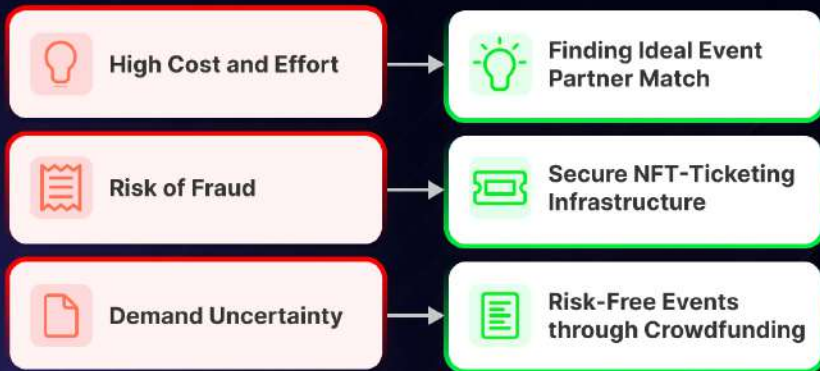 High Cost and Effort
Finding Ideal Event
Partner Match
Risk of Fraud
Secure NFT-Ticketing
Infrastructure
Demand Uncertainty
Risk-Free Events
through Crowdfunding